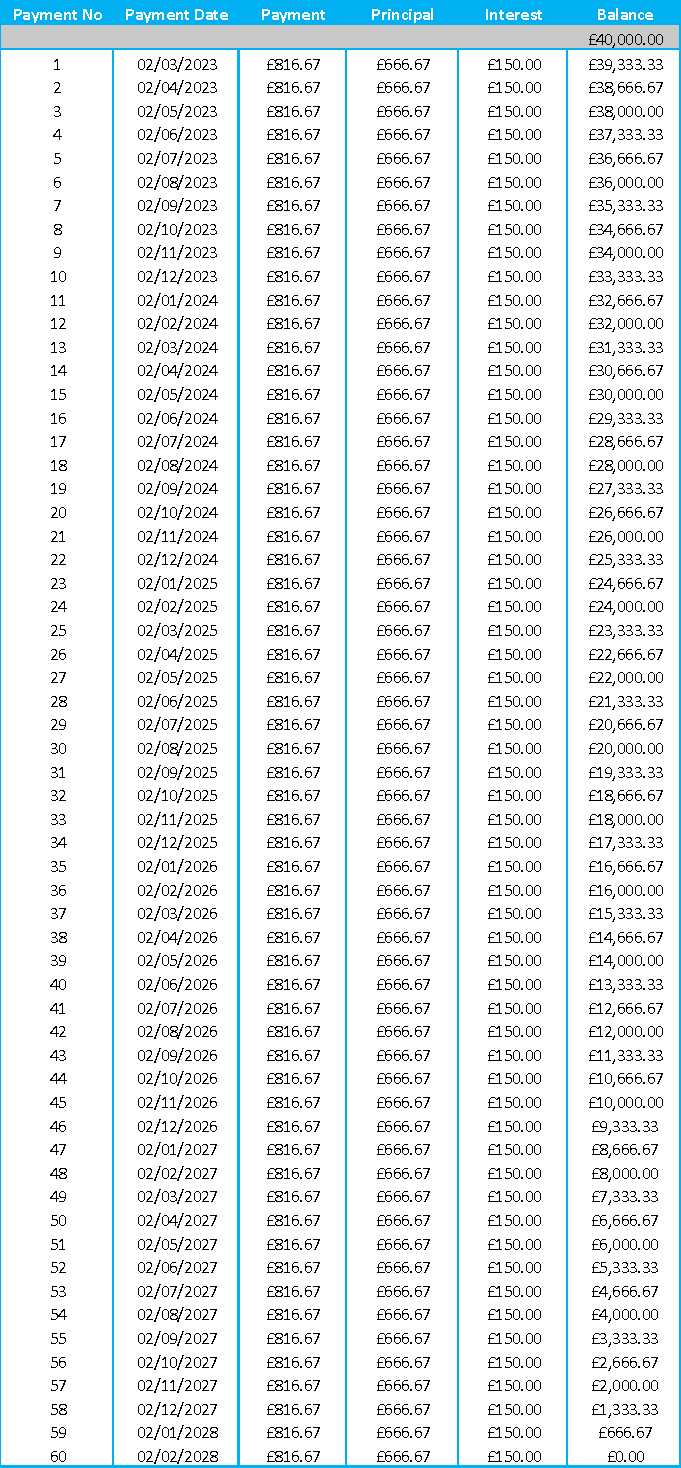 Payment No Payment Date Payment Principal Interest Balance
£40,000.00
1 02/03/2023 £816.67 £666.67 £150.00 £39,333.33
2 02/04/2023 £816.67 £666.67 £150.00 £38,666.67
3 02/05/2023 £816.67 £666.67 £150.00 £38,000.00
4 02/06/2023 £816.67 £666.67 £150.00 £37,333.33
5 02/07/2023 £816.67 £666.67 £150.00 £36,666.67
6 02/08/2023 £816.67 £666.67 £150.00 £36,000.00
7 02/09/2023 £816.67 £666.67 £150.00 £35,333.33
8 02/10/2023 £816.67 £666.67 £150.00 £34,666.67
9 02/11/2023 £816.67 £666.67 £150.00 £34,000.00
10 02/12/2023 £816.67 £666.67 £150.00 £33,333.33
11 02/01/2024 £816.67 £666.67 £150.00 £32,666.67
12 02/02/2024 £816.67 £666.67 £150.00 £32,000.00
13 02/03/2024 £816.67 £666.67 £150.00 £31,333.33
14 02/04/2024 £816.67 £666.67 £150.00 £30,666.67
15 02/05/2024 £816.67 £666.67 £150.00 £30,000.00
16 02/06/2024 £816.67 £666.67 £150.00 £29,333.33
17 02/07/2024 £816.67 £666.67 £150.00 £28,666.67
18 02/08/2024 £816.67 £666.67 £150.00 £28,000.00
19 02/09/2024 £816.67 £666.67 £150.00 £27,333.33
20 02/10/2024 £816.67 £666.67 £150.00 £26,666.67
21 02/11/2024 £816.67 £666.67 £150.00 £26,000.00
22 02/12/2024 £816.67 £666.67 £150.00 £25,333.33
23 02/01/2025 £816.67 £666.67 £150.00 £24,666.67
24 02/02/2025 £816.67 £666.67 £150.00 £24,000.00
25 02/03/2025 £816.67 £666.67 £150.00 £23,333.33
26 02/04/2025 £816.67 £666.67 £150.00 £22,666.67
27 02/05/2025 £816.67 £666.67 £150.00 £22,000.00
28 02/06/2025 £816.67 £666.67 £150.00 £21,333.33
29 02/07/2025 £816.67 £666.67 £150.00 £20,666.67
30 02/08/2025 £816.67 £666.67 £150.00 £20,000.00
31 02/09/2025 £816.67 £666.67 £150.00 £19,333.33
32 02/10/2025 £816.67 £666.67 £150.00 £18,666.67
33 02/11/2025 £816.67 £666.67 £150.00 £18,000.00
34 02/12/2025 £816.67 £666.67 £150.00 £17,333.33
35 02/01/2026 £816.67 £666.67 £150.00 £16,666.67
36 02/02/2026 £816.67 £666.67 £150.00 £16,000.00
37 02/03/2026 £816.67 £666.67 £150.00 £15,333.33
38 02/04/2026 £816.67 £666.67 £150.00 £14,666.67
39 02/05/2026 £816.67 £666.67 £150.00 £14,000.00
40 02/06/2026 £816.67 £666.67 £150.00 £13,333.33
41 02/07/2026 £816.67 £666.67 £150.00 £12,666.67
42 02/08/2026 £816.67 £666.67 £150.00 £12,000.00
43 02/09/2026 £816.67 £666.67 £150.00 £11,333.33
44 02/10/2026 £816.67 £666.67 £150.00 £10,666.67
45 02/11/2026 £816.67 £666.67 £150.00 £10,000.00
46 02/12/2026 £816.67 £666.67 £150.00 £9,333.33
47 02/01/2027 £816.67 £666.67 £150.00 £8,666.67
48 02/02/2027 £816.67 £666.67 £150.00 £8,000.00
49 02/03/2027 £816.67 £666.67 £150.00 £7,333.33
50 02/04/2027 £816.67 £666.67 £150.00 £6,666.67
51 02/05/2027 £816.67 £666.67 £150.00 £6,000.00
52 02/06/2027 £816.67 £666.67 £150.00 £5,333.33
53 02/07/2027 £816.67 £666.67 £150.00 £4,666.67
54 02/08/2027 £816.67 £666.67 £150.00 £4,000.00
55 02/09/2027 £816.67 £666.67 £150.00 £3,333.33
56 02/10/2027 £816.67 £666.67 £150.00 £2,666.67
57 02/11/2027 £816.67 £666.67 £150.00 £2,000.00
58 02/12/2027 £816.67 £666.67 £150.00 £1,333.33
59 02/01/2028 £816.67 £666.67 £150.00 £666.67
60 02/02/2028 £816.67 £666.67 £150.00 £0.00